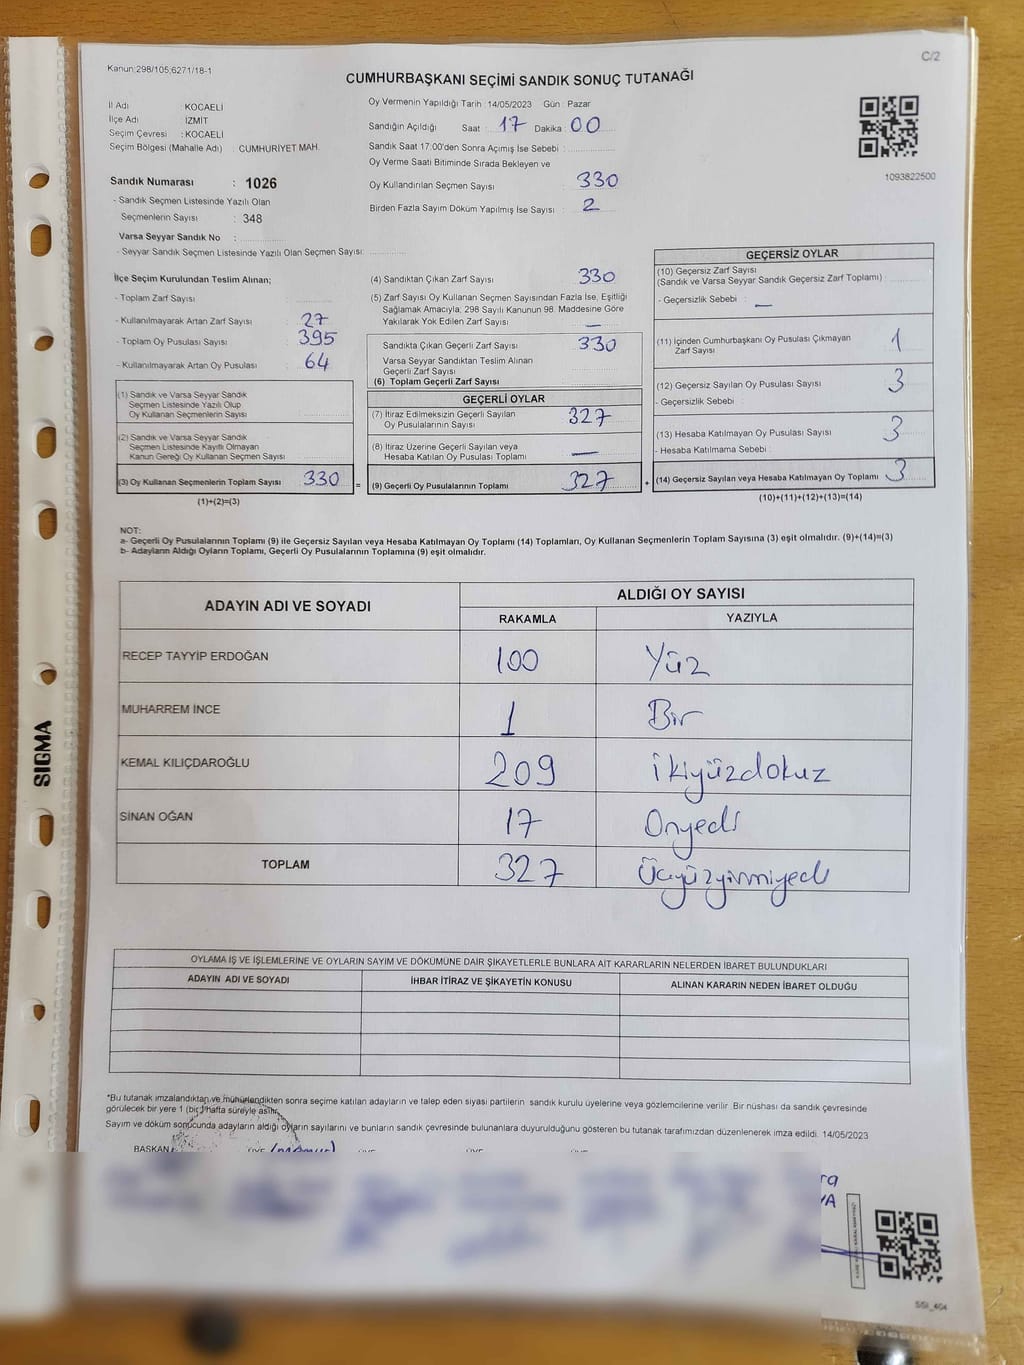 Kanun:298/105,6271/18-1
C/2
CUMHURBAŞKANI SEÇİMİ SANDIK SONUÇ TUTANAĞI
İl Adı KOCAELİ
İlçe Adı İZMİT
Seçim Çevresi : KOCAELİ
Seçim Bölgesi (Mahalle Adı) : CUMHURİYET MAH.
Sandık Numarası : 1026
- Sandık Seçmen Listesinde Yazılı Olan
Seçmenlerin Sayısı : 348
Varsa Seyyar Sandık No :
- Seyyar Sandık Seçmen Listesinde Yazılı Olan Seçmen Sayısı:
Oy Vermenin Yapıldığı Tarih :14/05/2023 Gün : Pazar
Sandığın Açıldığı Saat : 17 Dakika : 00
Sandık Saat 17:00'den Sonra Açımış İse Sebebi :
Oy Verme Saati Bitiminde Sırada Bekleyen ve
Oy Kullandırılan Seçmen Sayısı : 330
Birden Fazla Sayım Döküm Yapılmış İse Sayısı : 2
1093822500
İlçe Seçim Kurulundan Teslim Alınan;
- Toplam Zarf Sayısı :
- Kullanılmayarak Artan Zarf Sayısı : 27
- Toplam Oy Pusulası Sayısı : 395
- Kullanılmayarak Artan Oy Pusulası : 64
(1) Sandık ve Varsa Seyyar Sandık
Seçmen Listesinde Yazılı Olup
Oy Kullanan Seçmenlerin Sayısı
(2) Sandık ve Varsa Seyyar Sandık
Seçmen Listesinde Kayıtlı Olmayan
Kanun Gereği Oy Kullanan Seçmen Sayısı
(3) Oy Kullanan Seçmenlerin Toplam Sayısı 330
(1)+(2)=(3)
=
(4) Sandıktan Çıkan Zarf Sayısı : 330
(5) Zarf Sayısı Oy Kullanan Seçmen Sayısından Fazla İse, Eşitliği
Sağlamak Amacıyla; 298 Sayılı Kanunun 98. Maddesine Göre
Yakılarak Yok Edilen Zarf Sayısı : —
Sandıkta Çıkan Geçerli Zarf Sayısı : 330
Varsa Seyyar Sandıktan Teslim Alınan
Geçerli Zarf Sayısı
(6) Toplam Geçerli Zarf Sayısı
GEÇERLİ OYLAR
(7) İtiraz Edilmeksizin Geçerli Sayılan
Oy Pusulalarının Sayısı : 327
(8) İtiraz Üzerine Geçerli Sayılan veya
Hesaba Katılan Oy Pusulası Toplamı : —
(9) Geçerli Oy Pusulalarının Toplamı : 327
+
GEÇERSİZ OYLAR
(10) Geçersiz Zarf Sayısı
(Sandık ve Varsa Seyyar Sandık Geçersiz Zarf Toplamı) :
- Geçersizlik Sebebi : —
(11) İçinden Cumhurbaşkanı Oy Pusulası Çıkmayan
Zarf Sayısı : 1
(12) Geçersiz Sayılan Oy Pusulası Sayısı : 3
- Geçersizlik Sebebi :
(13) Hesaba Katılmayan Oy Pusulası Sayısı : 3
- Hesaba Katılmama Sebebi :
(14) Geçersiz Sayılan veya Hesaba Katılmayan Oy Toplamı : 3
(10)+(11)+(12)+(13)=(14)
NOT:
a- Geçerli Oy Pusulalarının Toplamı (9) ile Geçersiz Sayılan veya Hesaba Katılmayan Oy Toplamı (14) Toplamları, Oy Kullanan Seçmenlerin Toplam Sayısına (3) eşit olmalıdır. (9)+(14)=(3)
b- Adayların Aldığı Oyların Toplamı, Geçerli Oy Pusulalarının Toplamına (9) eşit olmalıdır.
ADAYIN ADI VE SOYADI
ALDIĞI OY SAYISI
RAKAMLA YAZIYLA
RECEP TAYYİP ERDOĞAN 100 Yüz
MUHARREM İNCE 1 Bir
KEMAL KILIÇDAROĞLU 209 ikiyüzdokuz
SİNAN OĞAN 17 Onyedi
TOPLAM 327 Üçyüzyirmiyedi
OYLAMA İŞ VE İŞLEMLERİNE VE OYLARIN SAYIM VE DÖKÜMÜNE DAİR ŞİKAYETLERLE BUNLARA AİT KARARLARIN NELERDEN İBARET BULUNDUKLARI
ADAYIN ADI VE SOYADI İHBAR İTİRAZ VE ŞİKAYETİN KONUSU ALINAN KARARIN NEDEN İBARET OLDUĞU
*Bu tutanak imzalandıktan ve mühürlendikten sonra seçime katılan adayların ve talep eden siyasi partilerin sandık kurulu üyelerine veya gözlemcilerine verilir. Bir nüshası da sandık çevresinde
görülecek bir yere 1 (bir) hafta süreyle asılır.
Sayım ve döküm sonucunda adayların aldığı oyların sayılarını ve bunların sandık çevresinde bulunanlara duyurulduğunu gösteren bu tutanak tarafımızdan düzenlenerek imza edildi. 14/05/2023
BAŞKAN
SSI_404
SIGMA